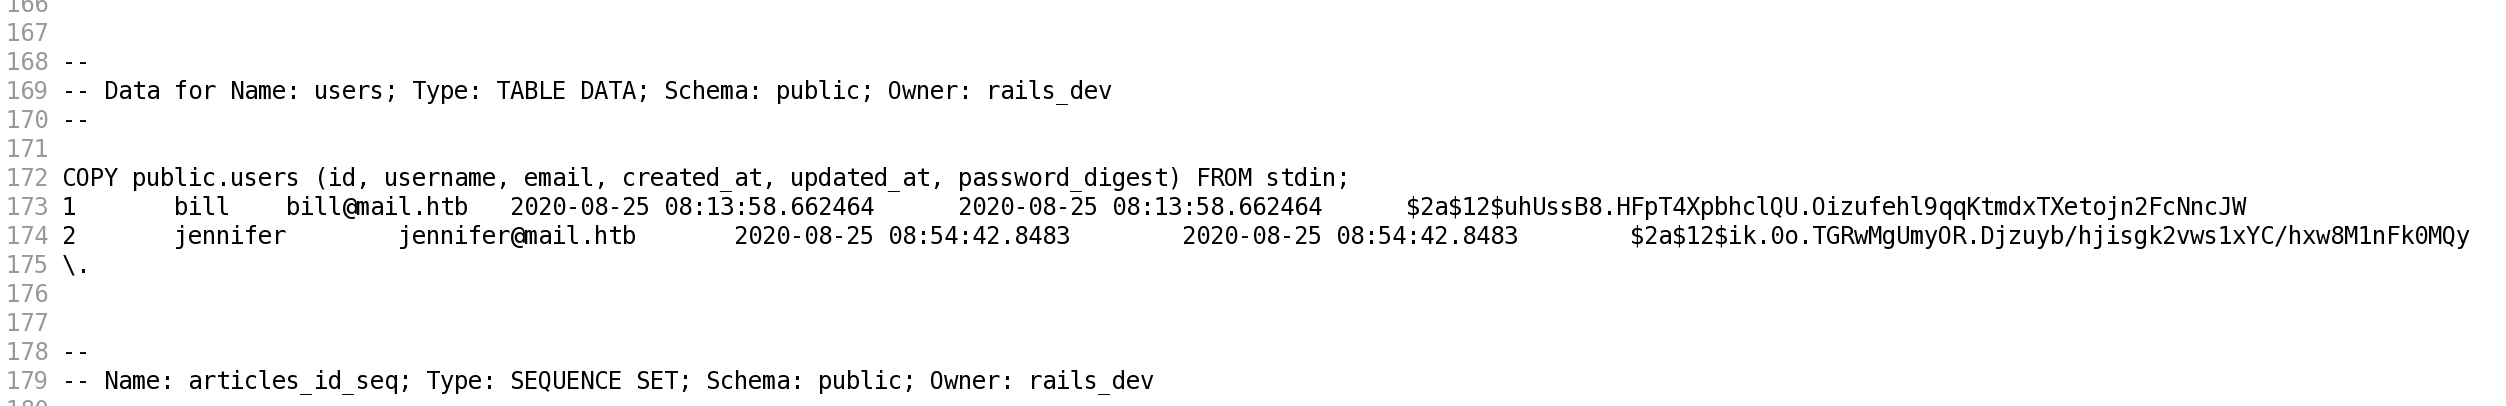 166
167
168 --
169 -- Data for Name: users; Type: TABLE DATA; Schema: public; Owner: rails_dev
170 --
171
172 COPY public.users (id, username, email, created_at, updated_at, password_digest) FROM stdin;
173 1       bill    bill@mail.htb   2020-08-25 08:13:58.662464      2020-08-25 08:13:58.662464      $2a$12$uhUssB8.HFpT4XpbhclQU.Oizufehl9qqKtmdxTXetojn2FcNncJW
174 2       jennifer        jennifer@mail.htb       2020-08-25 08:54:42.8483        2020-08-25 08:54:42.8483        $2a$12$ik.0o.TGRwMgUmyOR.Djzuyb/hjisgk2vws1xYC/hxw8M1nFk0MQy
175 \.
176
177
178 --
179 -- Name: articles_id_seq; Type: SEQUENCE SET; Schema: public; Owner: rails_dev
180